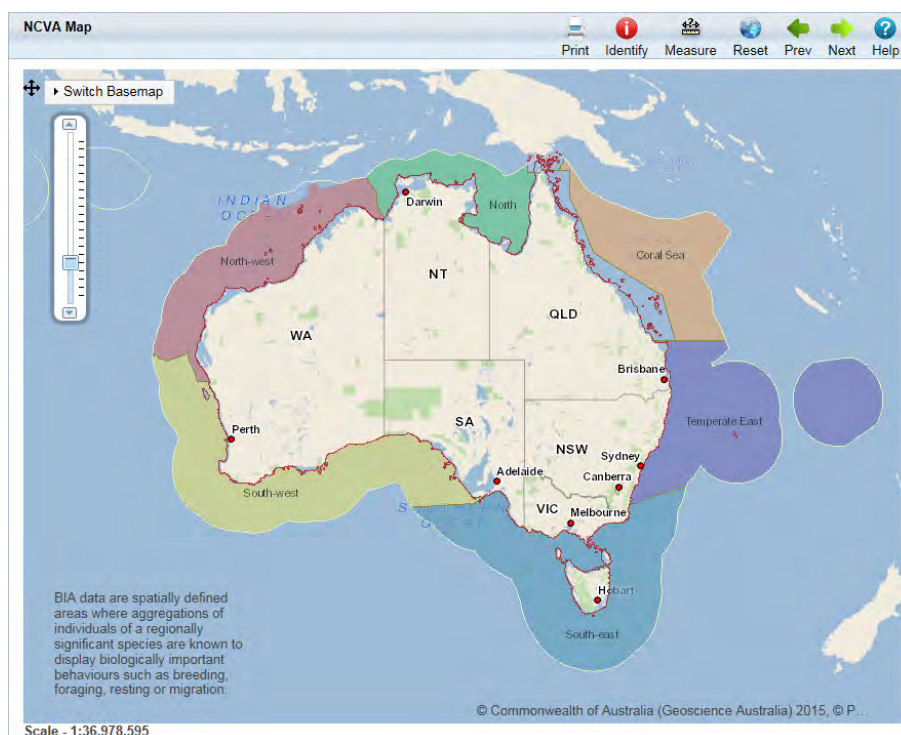 NCVA Map
Print Identify Measure Reset Prev Next Help
Switch Basemap
INDIAN
Darwin
North
North-west
Coral Sea
NT
QLD
WA
Brisbane
SA
Temperate East
Perth
NSW
Sydney
Adelaide
Canberra
South-west
VIC
Melbourne
BIA data are spatially defined
areas where aggregations of
individuals of a regionally
significant species are known to
display biologically important
behaviours such as breeding,
foraging, resting or migration.
Hobart
South-east
© Commonwealth of Australia (Geoscience Australia) 2015, © P...
Scale - 1:36,978,595